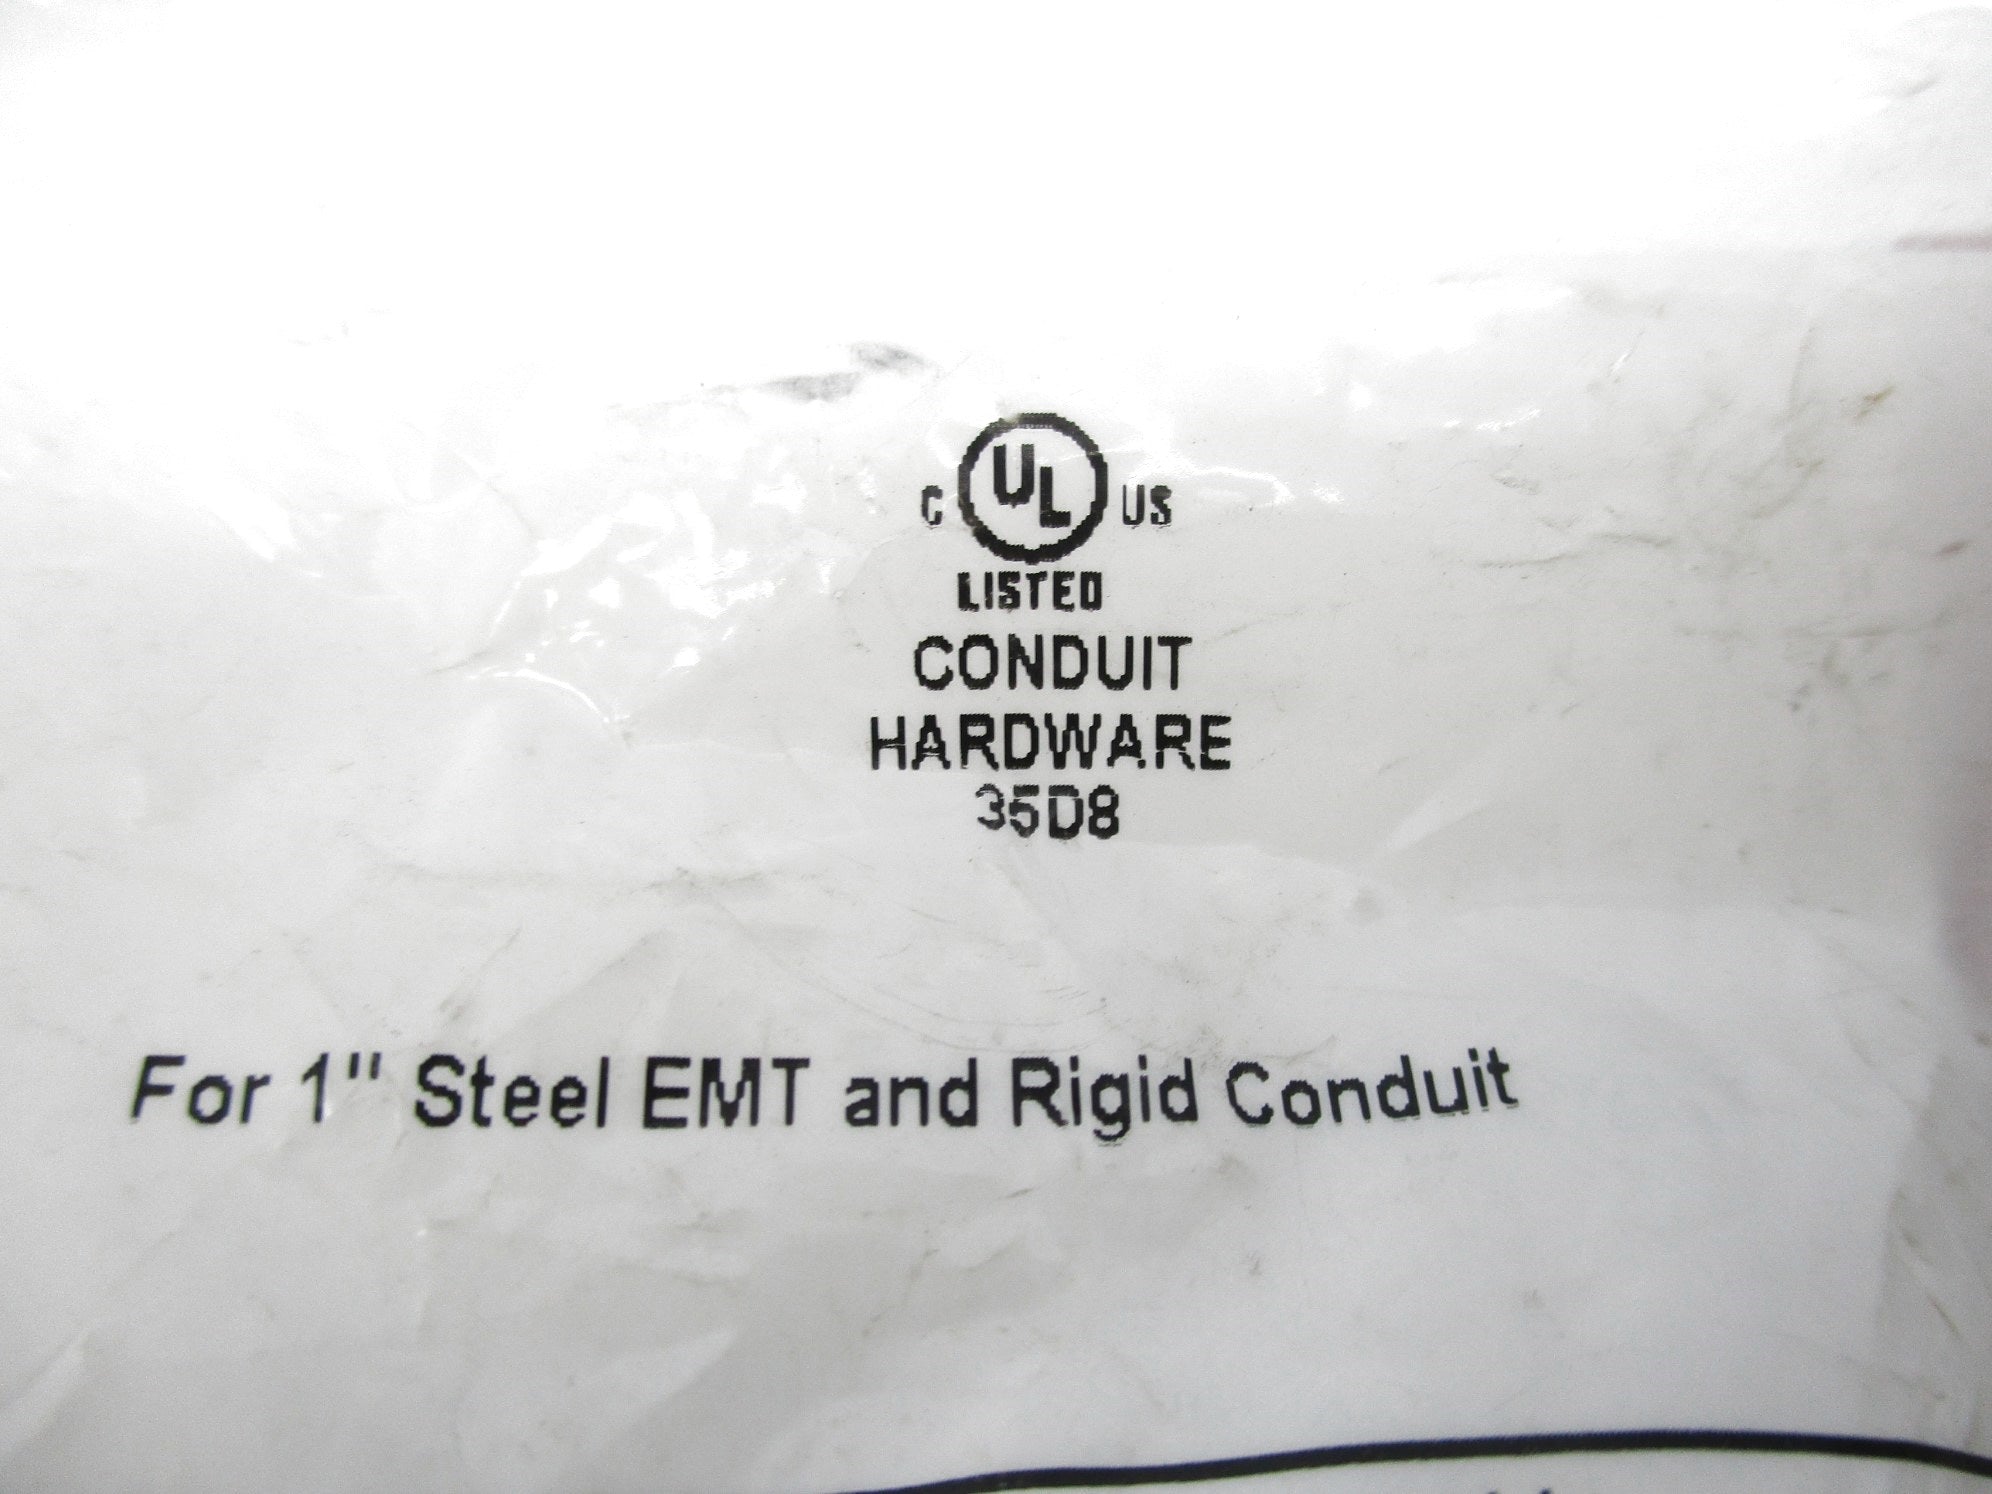 C UL US
LISTED
CONDUIT
HARDWARE
35D8
For 1" Steel EMT and Rigid Conduit